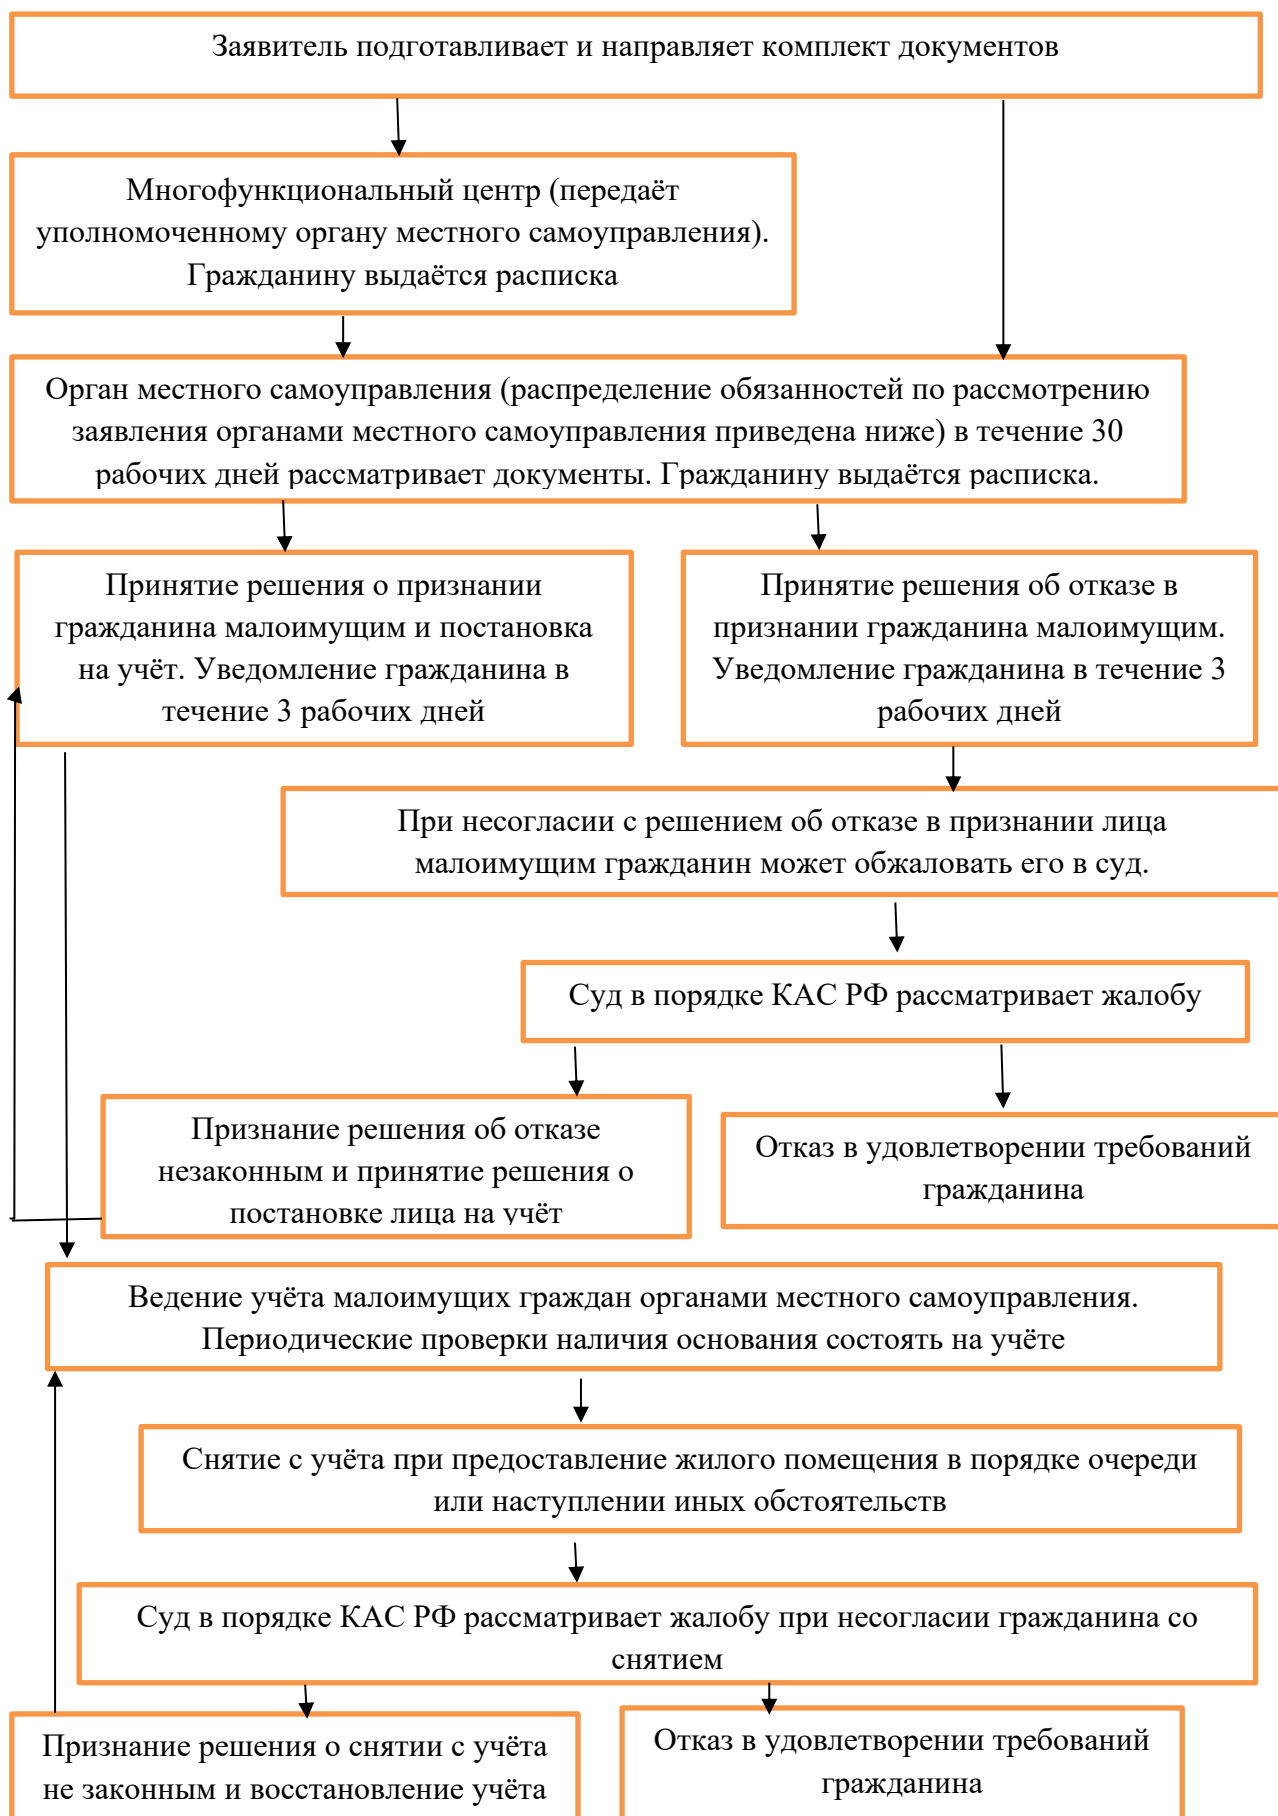 Заявитель подготавливает и направляет комплект документов
Многофункциональный центр (передаёт
уполномоченному органу местного самоуправления).
Гражданину выдаётся расписка
Орган местного самоуправления (распределение обязанностей по рассмотрению
заявления органами местного самоуправления приведена ниже) в течение 30
рабочих дней рассматривает документы. Гражданину выдаётся расписка.
Принятие решения о признании
гражданина малоимущим и постановка
на учёт. Уведомление гражданина в
течение 3 рабочих дней
Принятие решения об отказе в
признании гражданина малоимущим.
Уведомление гражданина в течение 3
рабочих дней
При несогласии с решением об отказе в признании лица
малоимущим гражданин может обжаловать его в суд.
Суд в порядке КАС РФ рассматривает жалобу
Признание решения об отказе
незаконным и принятие решения о
постановке лица на учёт
Отказ в удовлетворении требований
гражданина
Ведение учёта малоимущих граждан органами местного самоуправления.
Периодические проверки наличия основания состоять на учёте
Снятие с учёта при предоставление жилого помещения в порядке очереди
или наступлении иных обстоятельств
Суд в порядке КАС РФ рассматривает жалобу при несогласии гражданина со
снятием
Признание решения о снятии с учёта
не законным и восстановление учёта
Отказ в удовлетворении требований
гражданина